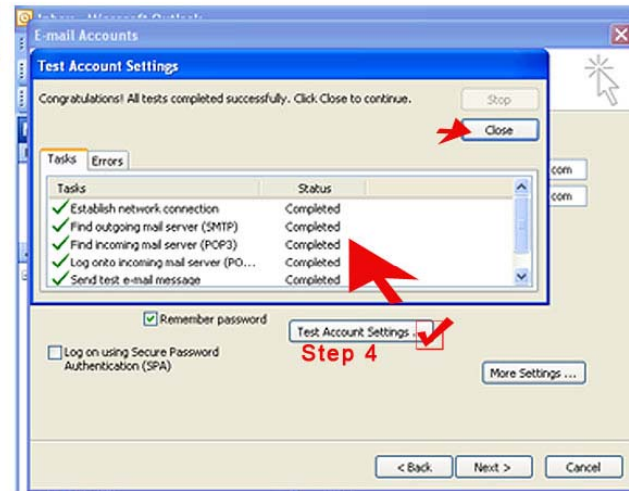 Inbox - Microsoft Outlook
E-mail Accounts
Test Account Settings
Congratulations! All tests completed successfully. Click Close to continue.
Stop
Close
Tasks Errors
Tasks Status
Establish network connection Completed
Find outgoing mail server (SMTP) Completed
Find incoming mail server (POP3) Completed
Log onto incoming mail server (PO... Completed
Send test e-mail message Completed
com
com
Remember password
Test Account Settings ...
Step 4
Log on using Secure Password
Authentication (SPA)
More Settings ...
< Back Next > Cancel